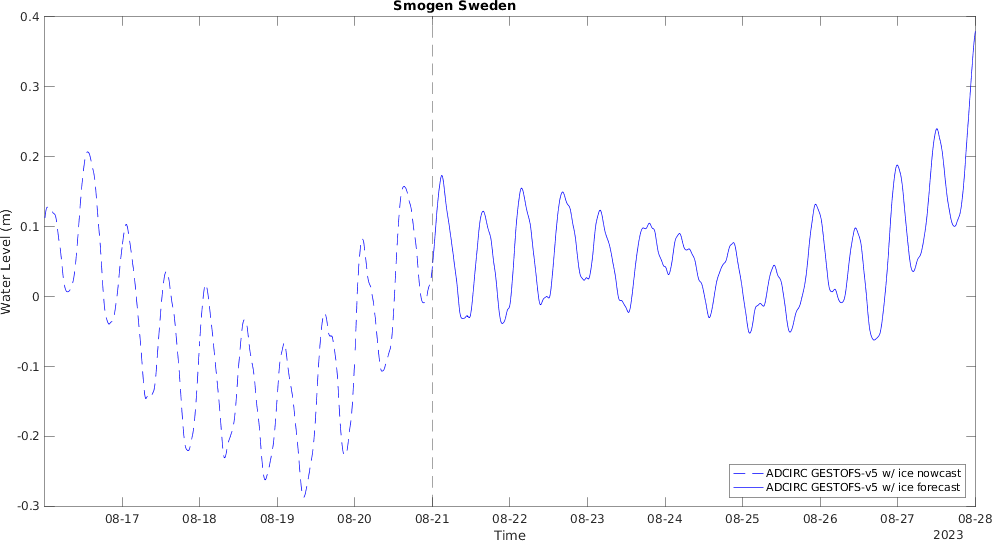 Smogen Sweden
Water Level (m)
0.4
0.3
0.2
0.1
0
-0.1
-0.2
-0.3
08-17 08-18 08-19 08-20 08-21 08-22 08-23 08-24 08-25 08-26 08-27 08-28
Time
2023
ADCIRC GESTOFS-v5 w/ ice nowcast
ADCIRC GESTOFS-v5 w/ ice forecast